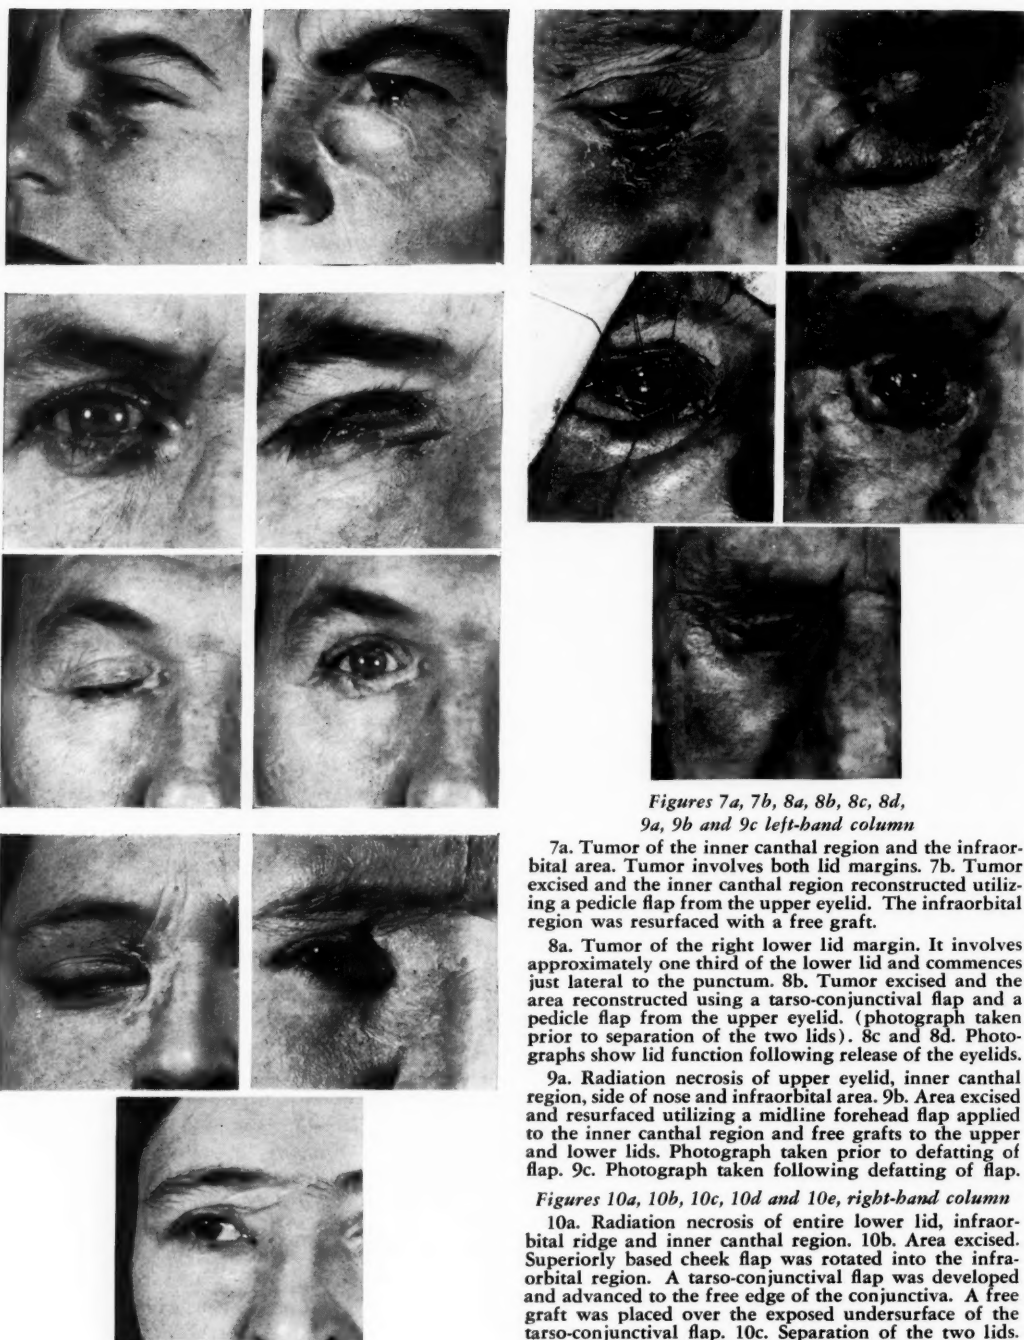 Figures 7a, 7b, 8a, 8b, 8c, 8d,
9a, 9b and 9c left-hand column
7a. Tumor of the inner canthal region and the infraor-
bital area. Tumor involves both lid margins. 7b. Tumor
excised and the inner canthal region reconstructed utiliz-
ing a pedicle flap from the upper eyelid. The infraorbital
region was resurfaced with a free graft.
8a. Tumor of the right lower lid margin. It involves
approximately one third of the lower lid and commences
just lateral to the punctum. 8b. Tumor excised and the
area reconstructed using a tarso-conjunctival flap and a
pedicle flap from the upper eyelid. (photograph taken
prior to separation of the two lids). 8c and 8d. Photo-
graphs show lid function following release of the eyelids.
9a. Radiation necrosis of upper eyelid, inner canthal
region, side of nose and infraorbital area. 9b. Area excised
and resurfaced utilizing a midline forehead flap applied
to the inner canthal region and free grafts to the upper
and lower lids. Photograph taken prior to defatting of
flap. 9c. Photograph taken following defatting of flap.
Figures 10a, 10b, 10c, 10d and 10e, right-hand column
10a. Radiation necrosis of entire lower lid, infraor-
bital ridge and inner canthal region. 10b. Area excised.
Superiorly based cheek flap was rotated into the infra-
orbital region. A tarso-conjunctival flap was developed
and advanced to the free edge of the conjunctiva. A free
graft was placed over the exposed undersurface of the
tarso-conjunctival flap. 10c. Separation of the two lids.